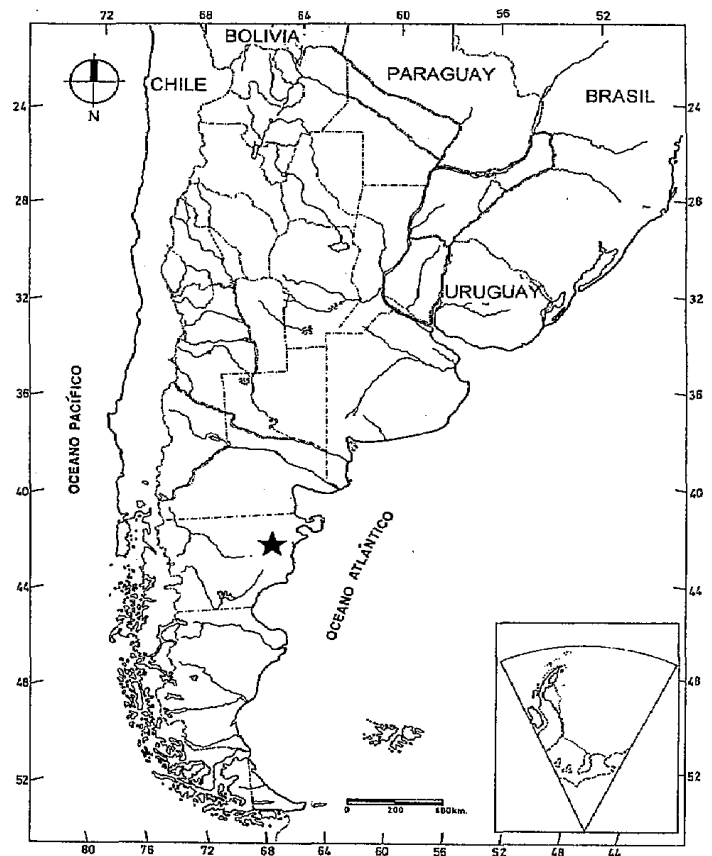 72 68 64 60 56 52
BOLIVIA
CHILE
PARAGUAY
BRASIL
N
24 24
28 28
URUGUAY
32 32
36 36
OCEANO PACÍFICO
40 40
OCEANO ATLÁNTICO
44 44
48 48
52 52
0 200 400km.
80 76 72 68 64 60 56 52 48 44